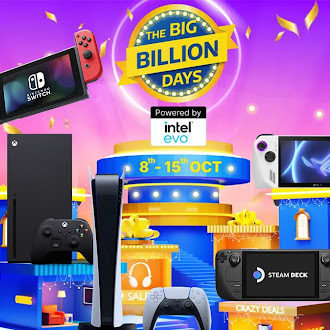 THE BIG
BILLION
DAYS
Powered by
intel
evo
8th - 15th OCT
NINTENDO
SWITCH
STEAM DECK
SALE
CRAZY DEALS